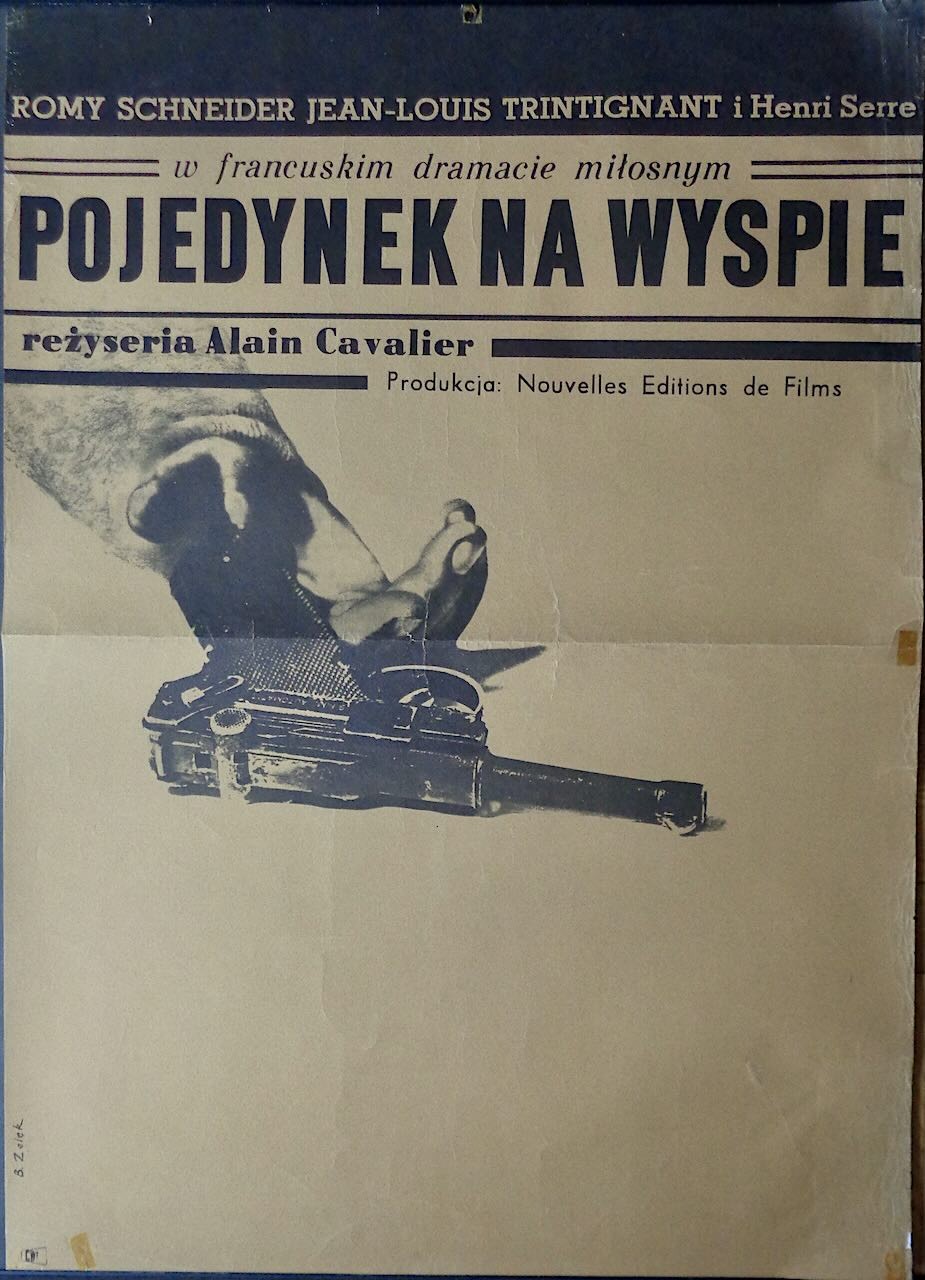 ROMY SCHNEIDER JEAN-LOUIS TRINTIGNANT i Henri Serre
w francuskim dramacie miłosnym
POJEDYNEK NA WYSPIE
reżyseria Alain Cavalier
Produkcja: Nouvelles Editions de Films
B. Zelek